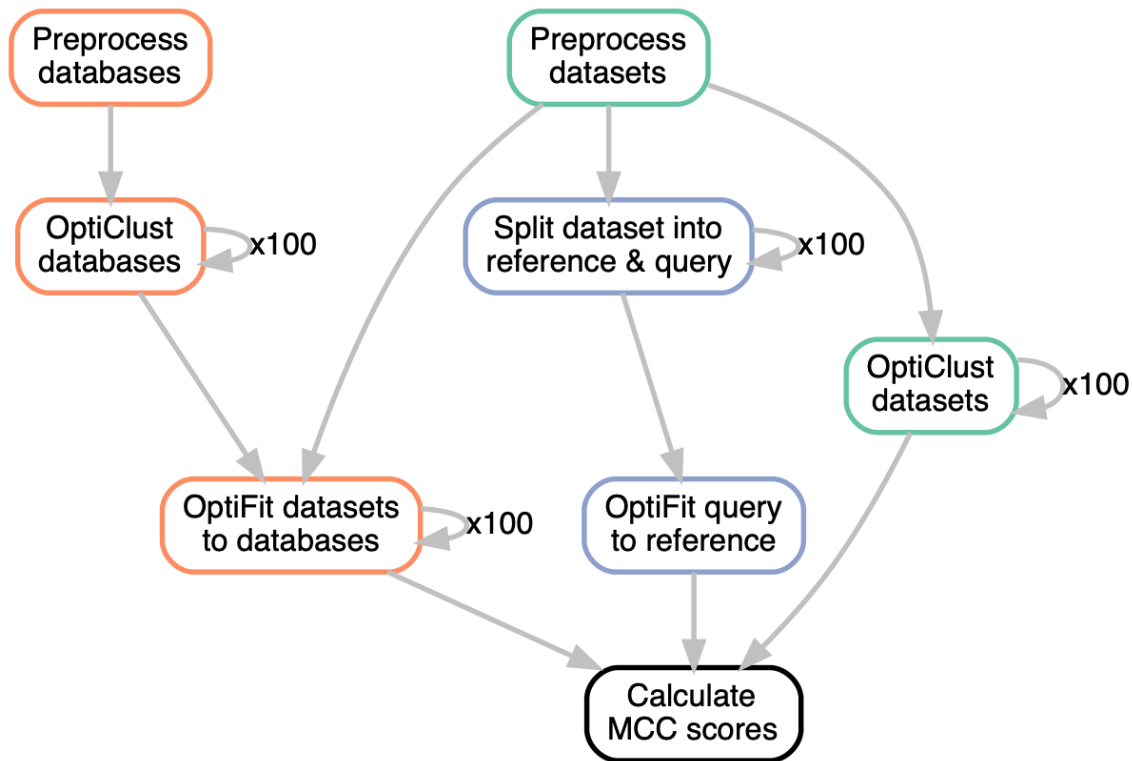 Preprocess
databases
Preprocess
datasets
OptiClust
databases
x100
Split dataset into
reference & query
x100
OptiClust
datasets
x100
OptiFit datasets
to databases
x100
OptiFit query
to reference
Calculate
MCC scores